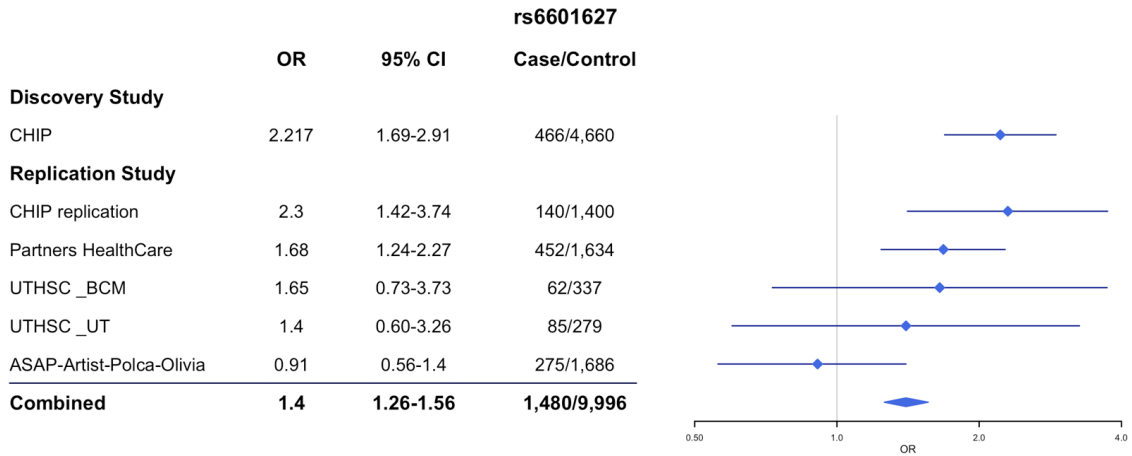 rs6601627
OR 95% CI Case/Control
Discovery Study
CHIP 2.217 1.69-2.91 466/4,660
Replication Study
CHIP replication 2.3 1.42-3.74 140/1,400
Partners HealthCare 1.68 1.24-2.27 452/1,634
UTHSC _BCM 1.65 0.73-3.73 62/337
UTHSC _UT 1.4 0.60-3.26 85/279
ASAP-Artist-Polca-Olivia 0.91 0.56-1.4 275/1,686
Combined 1.4 1.26-1.56 1,480/9,996
0.50 1.0 2.0 4.0
OR